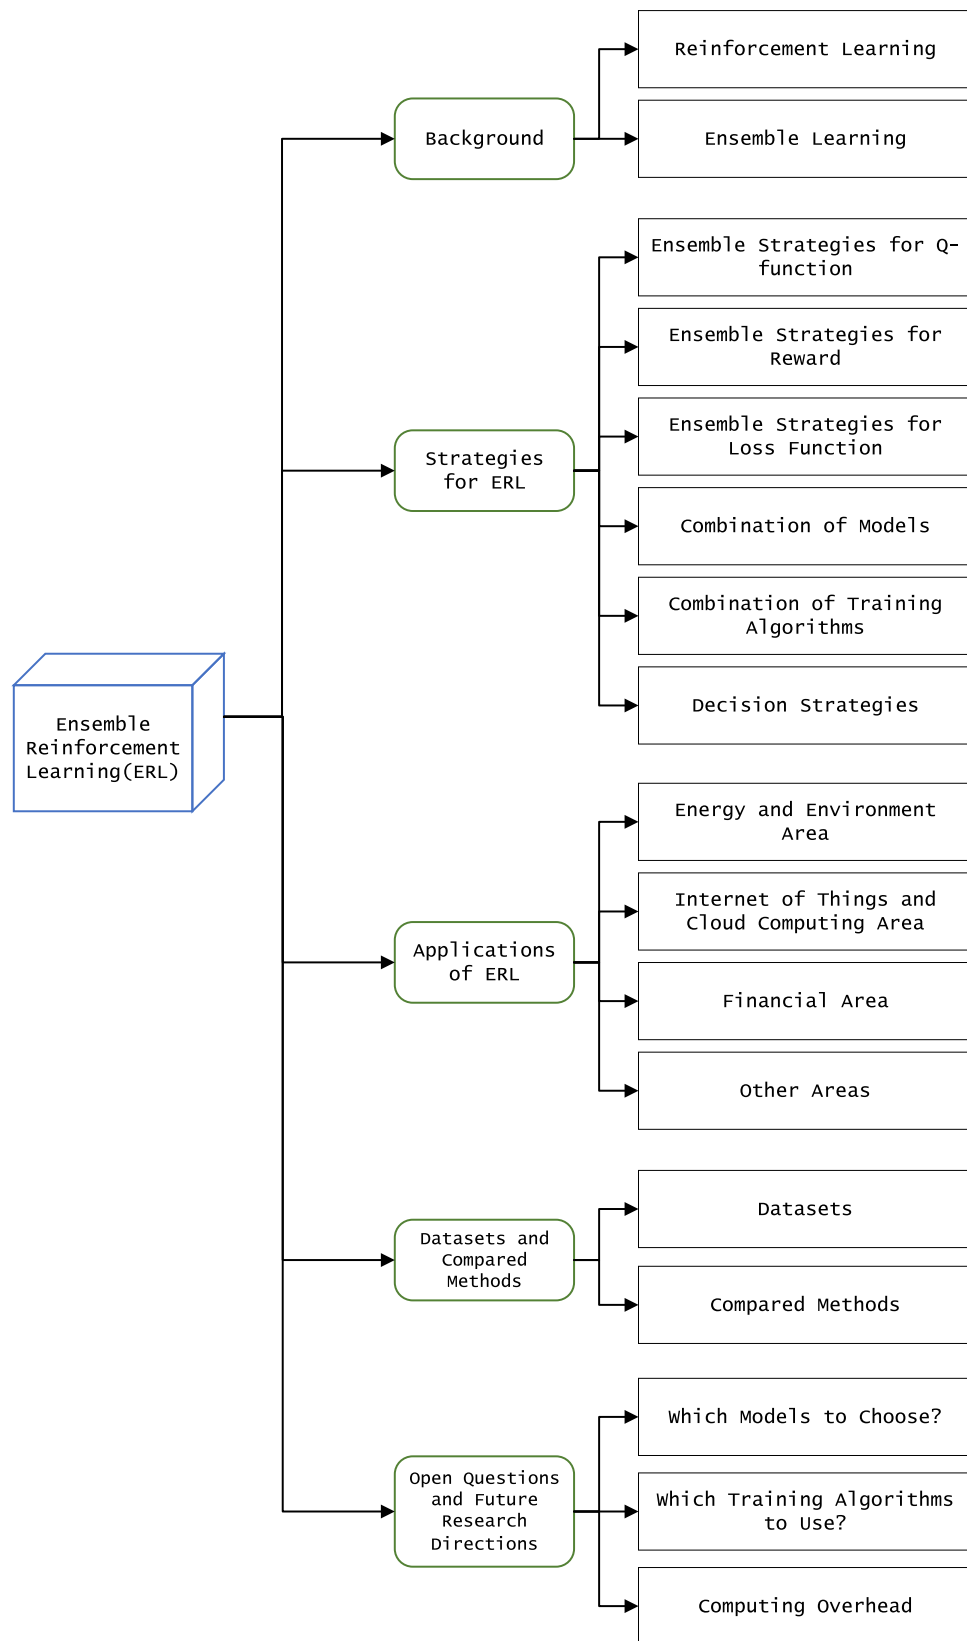 Reinforcement Learning
Background
Ensemble Learning
Ensemble Strategies for Q-
function
Ensemble Strategies for
Reward
Ensemble Strategies for
Loss Function
Strategies
for ERL
Combination of Models
Combination of Training
Algorithms
Decision Strategies
Ensemble
Reinforcement
Learning(ERL)
Energy and Environment
Area
Internet of Things and
Cloud Computing Area
Applications
of ERL
Financial Area
Other Areas
Datasets
Datasets and
Compared
Methods
Compared Methods
Which Models to Choose?
Open Questions
and Future
Research
Directions
Which Training Algorithms
to Use?
Computing Overhead